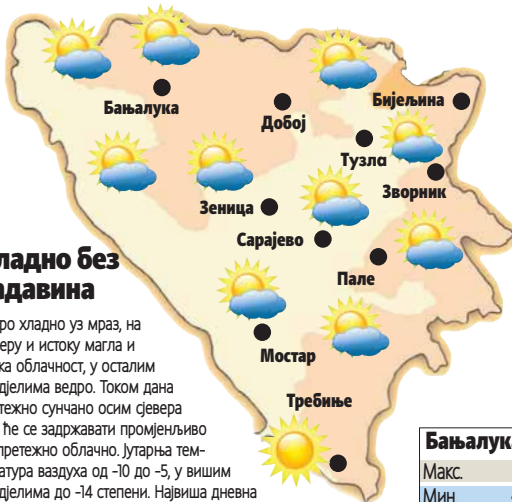 Бањалука
Добој
Бијељина
Тузла
Зворник
Зеница
Сарајево
Пале
Мостар
Требиње
ладно без
адавина
ро хладно уз мраз, на
еру и истоку магла и
ка облачност, у осталим
дјелима ведро. Током дана
тежно сунчано осим сјевера
ће се задржавати промјенљиво
претежно облачно. Јутарња тем-
атура ваздуха од -10 до -5, у вишим
дјелима до -14 степени. Највиша дневна
Бањалук
Макс.
Мин